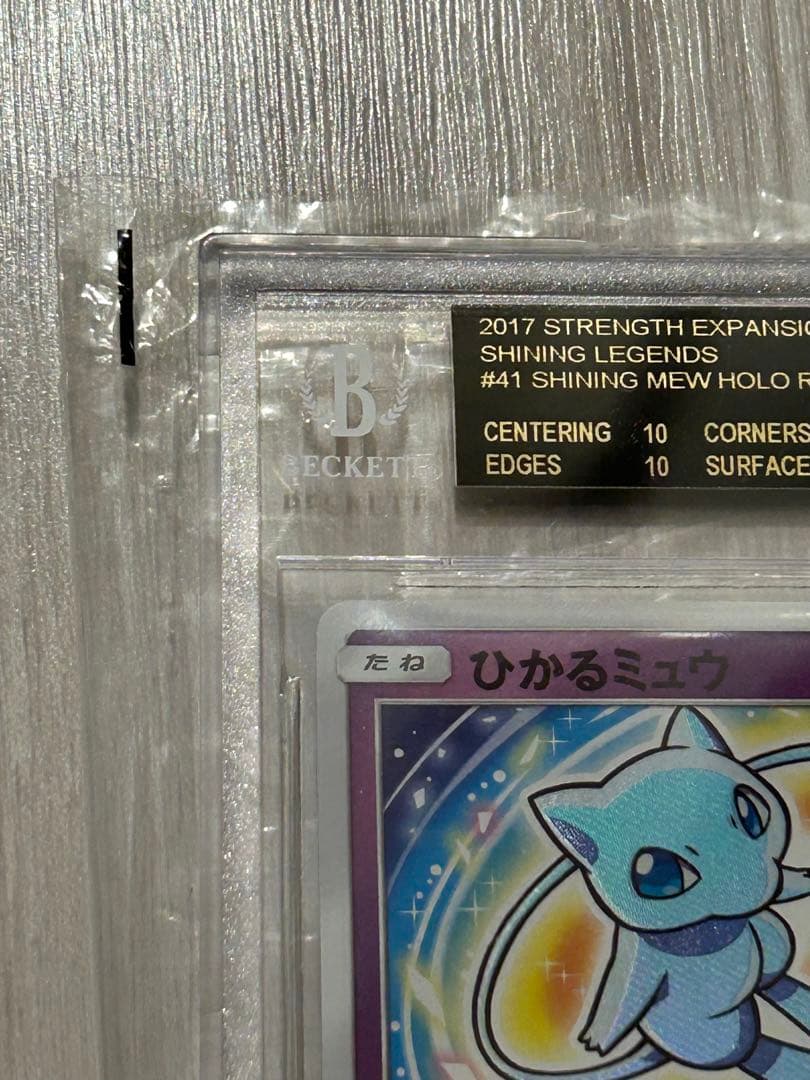 2017 STRENGTH EXPANSIO
SHINING LEGENDS
#41 SHINING MEW HOLO R
CENTERING 10 CORNERS
EDGES 10 SURFACE
B
BECKETT
たね ひかるミュウ